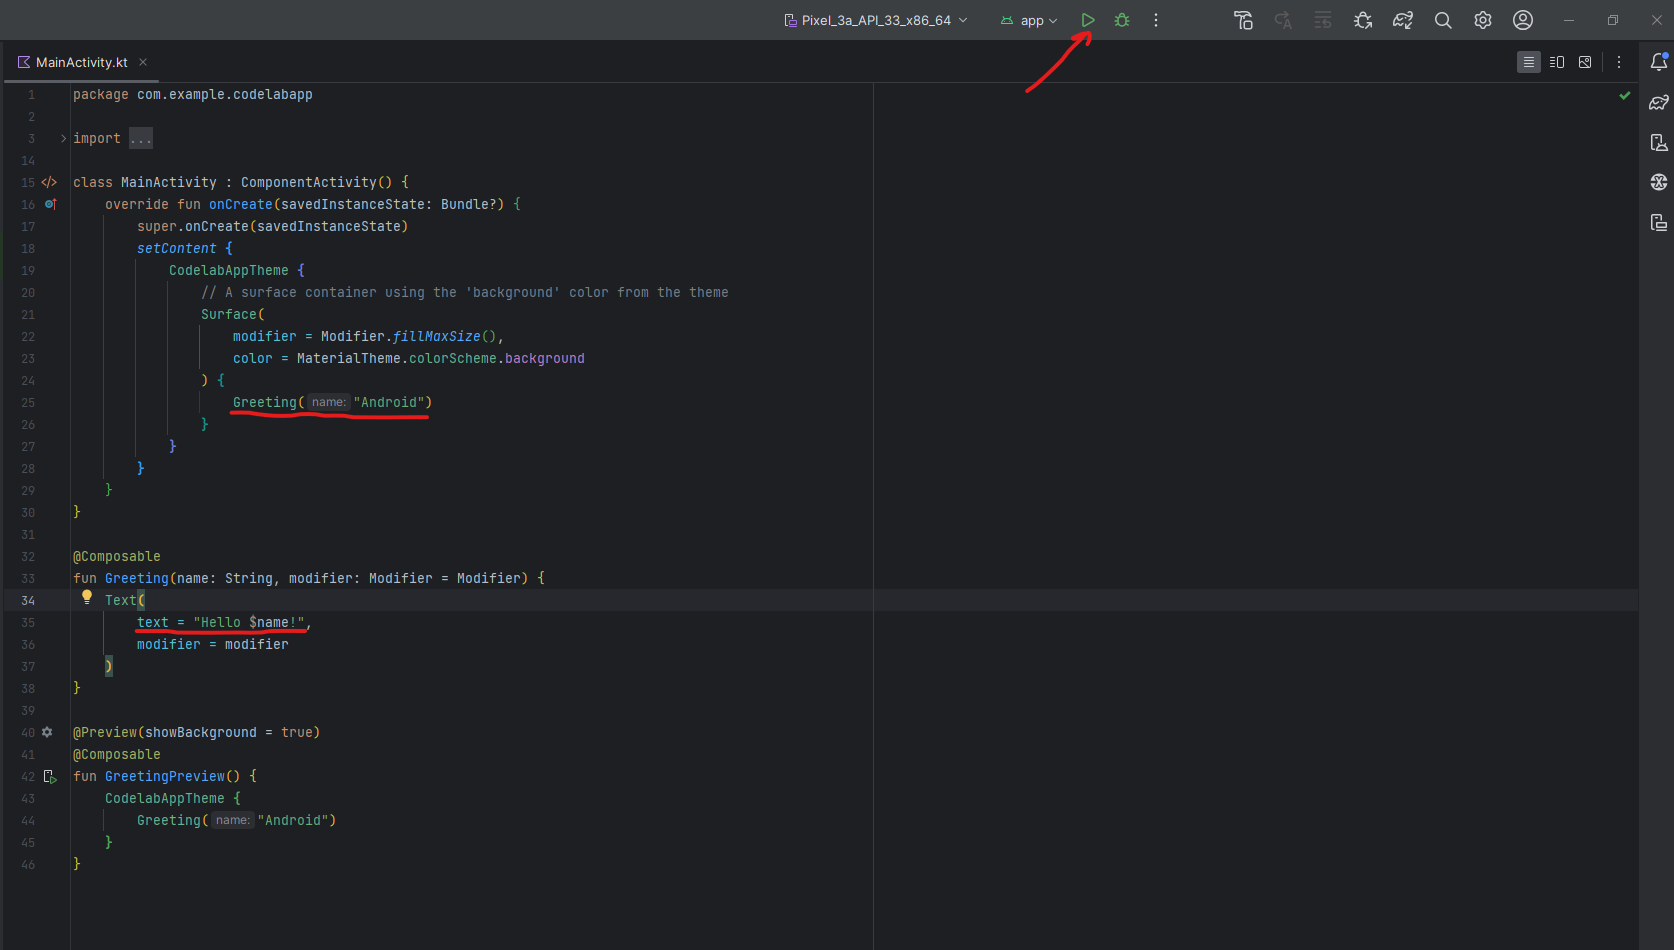 Pixel_3a_API_33_x86_64 app
MainActivity.kt
1 package com.example.codelabapp
2
3 import ...
14
15 class MainActivity : ComponentActivity() {
16 override fun onCreate(savedInstanceState: Bundle?) {
17 super.onCreate(savedInstanceState)
18 setContent {
19 CodelabAppTheme {
20 // A surface container using the 'background' color from the theme
21 Surface(
22 modifier = Modifier.fillMaxSize(),
23 color = MaterialTheme.colorScheme.background
24 ) {
25 Greeting( name: "Android")
26 }
27 }
28 }
29 }
30 }
31
32 @Composable
33 fun Greeting(name: String, modifier: Modifier = Modifier) {
34 Text(
35 text = "Hello $name!",
36 modifier = modifier
37 )
38 }
39
40 @Preview(showBackground = true)
41 @Composable
42 fun GreetingPreview() {
43 CodelabAppTheme {
44 Greeting( name: "Android")
45 }
46 }